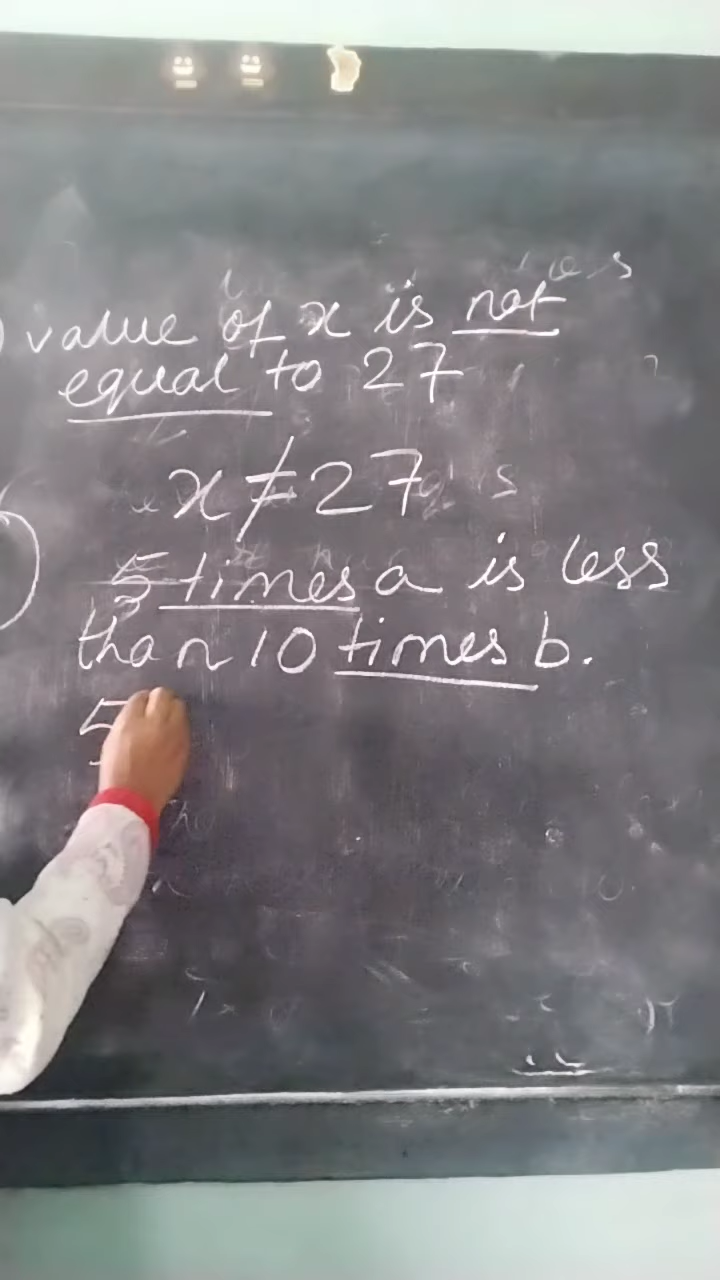 value of x is not
equal to 27
x ≠ 27
5 times a is less
than 10 times b.
5